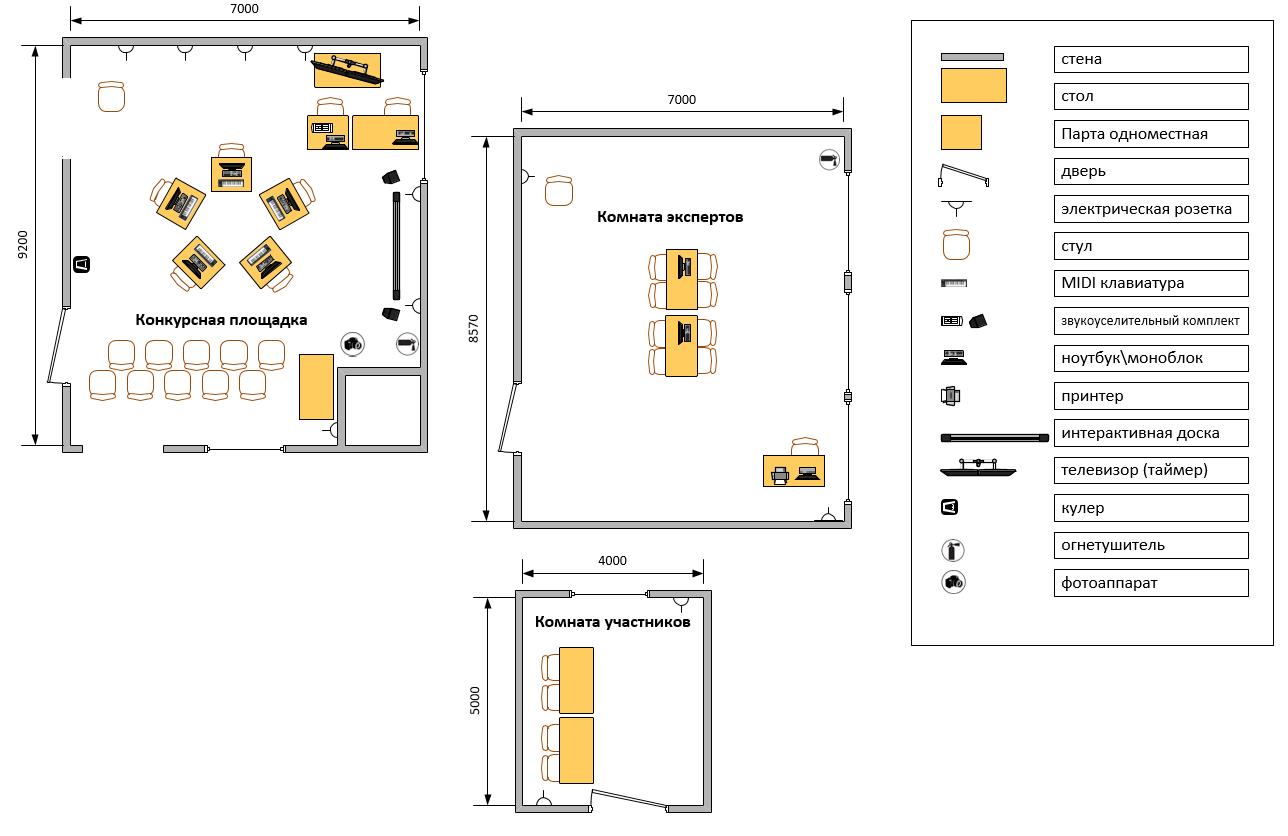 7000
9200
Конкурсная площадка
7000
8570
Комната экспертов
4000
5000
Комната участников
стена
стол
Парта одноместная
дверь
электрическая розетка
стул
MIDI клавиатура
звукоуселительный комплект
ноутбук\моноблок
принтер
интерактивная доска
телевизор (таймер)
кулер
огнетушитель
фотоаппарат